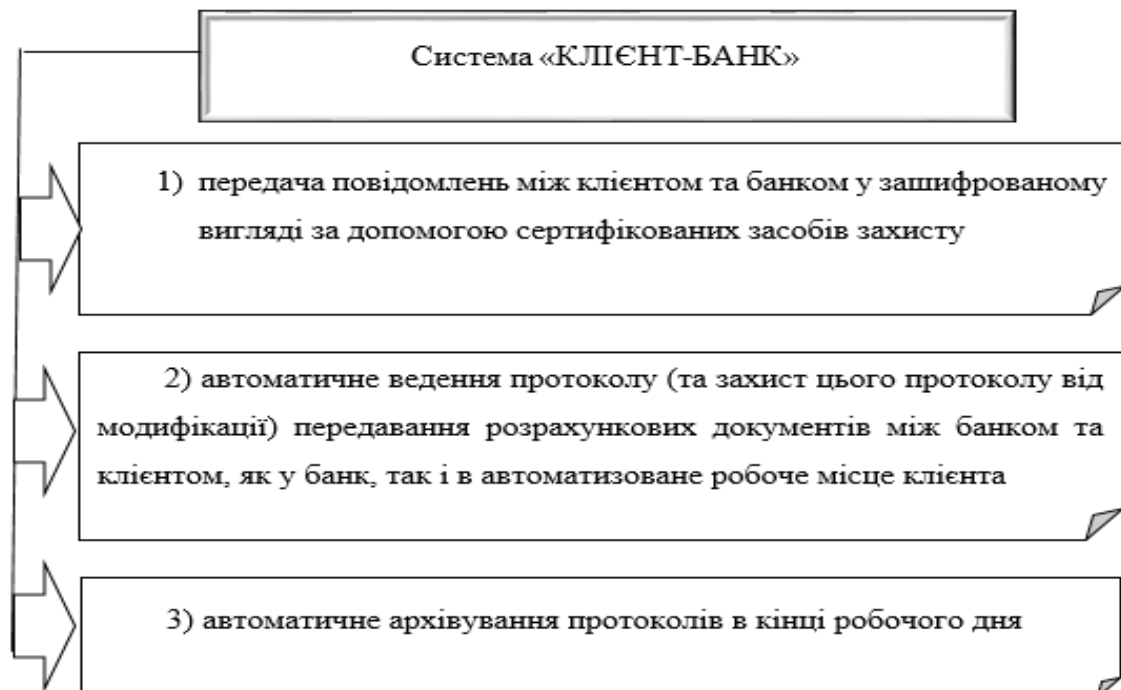 Система «КЛІЄНТ-БАНК»
1) передача повідомлень між клієнтом та банком у зашифрованому
вигляді за допомогою сертифікованих засобів захисту
2) автоматичне ведення протоколу (та захист цього протоколу від
модифікації) передавання розрахункових документів між банком та
клієнтом, як у банк, так і в автоматизоване робоче місце клієнта
3) автоматичне архівування протоколів в кінці робочого дня